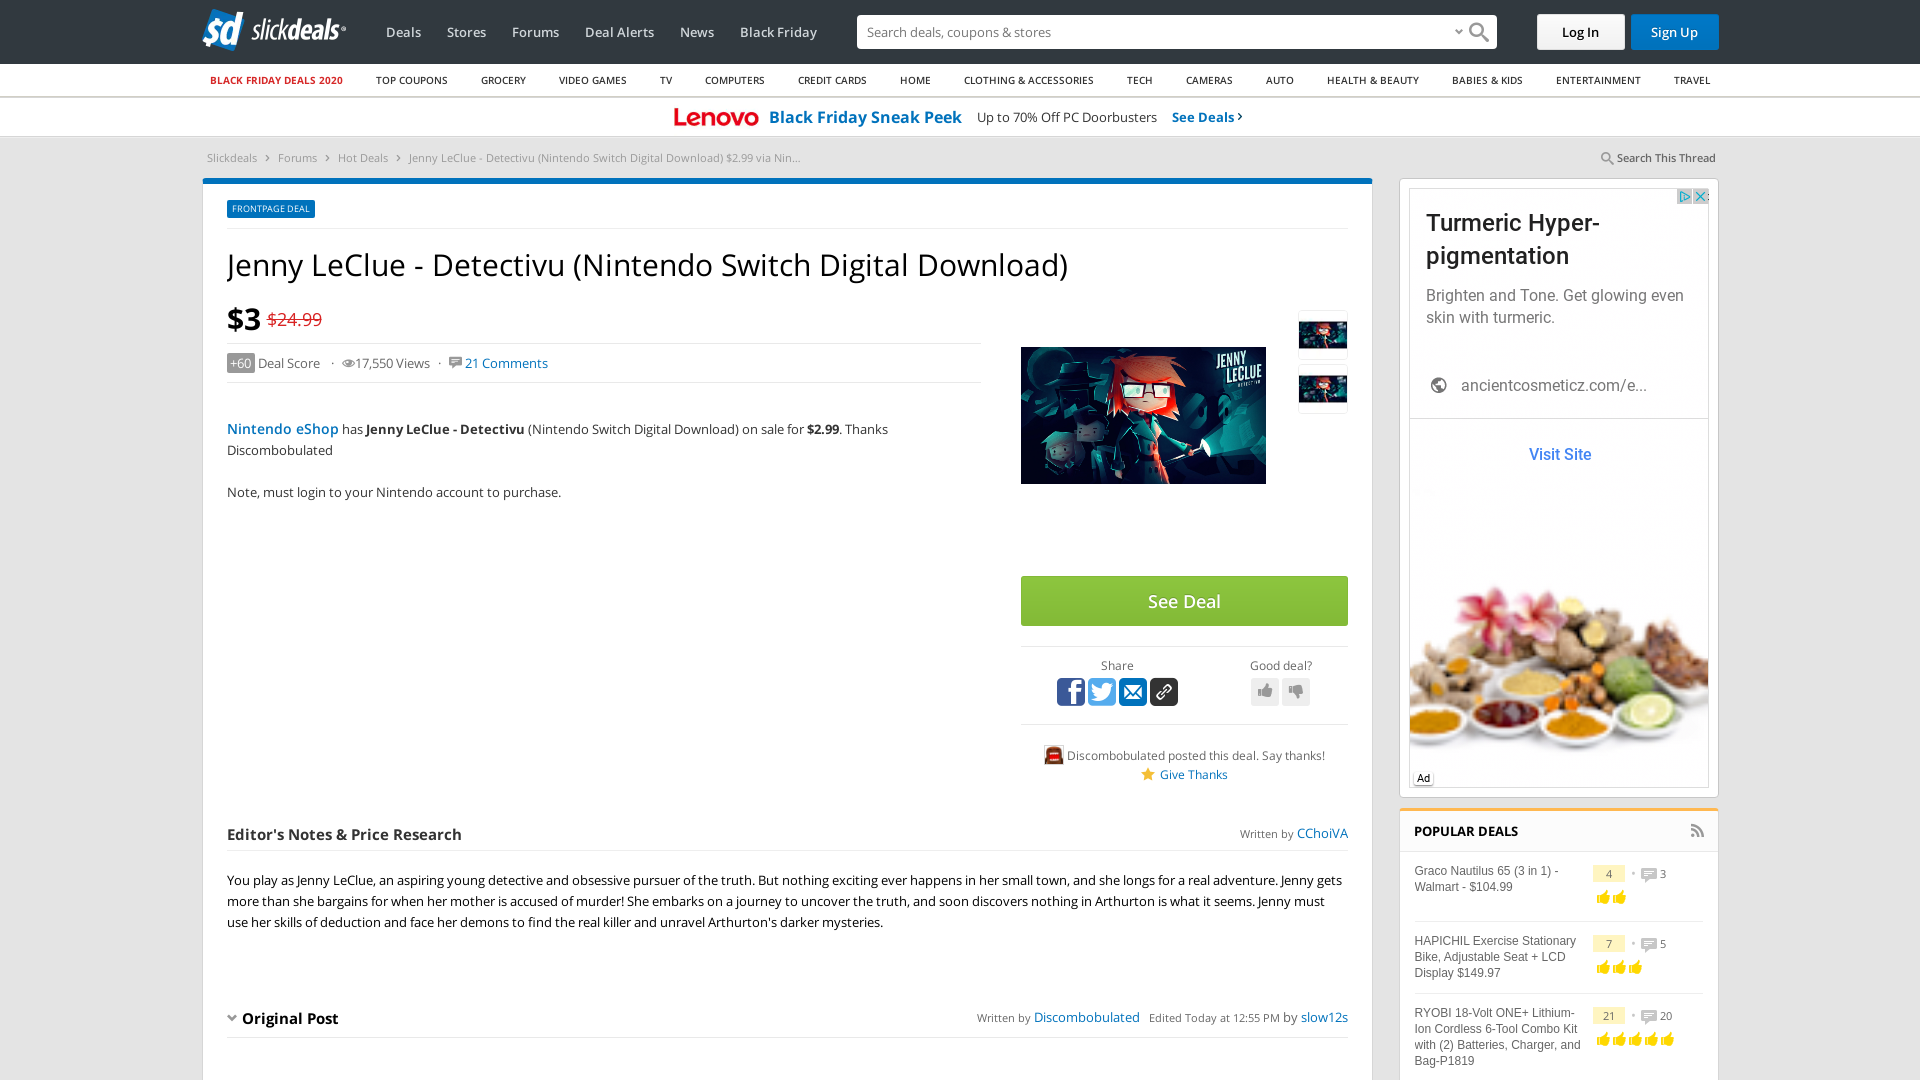 slickdeals
Deals Stores Forums Deal Alerts News Black Friday
Search deals, coupons & stores
Log In Sign Up
BLACK FRIDAY DEALS 2020 TOP COUPONS GROCERY VIDEO GAMES TV COMPUTERS CREDIT CARDS HOME CLOTHING & ACCESSORIES TECH CAMERAS AUTO HEALTH & BEAUTY BABIES & KIDS ENTERTAINMENT TRAVEL
Lenovo Black Friday Sneak Peek Up to 70% Off PC Doorbusters See Deals
Slickdeals Forums Hot Deals Jenny LeClue - Detectivu (Nintendo Switch Digital Download) $2.99 via Nin...
Search This Thread
FRONTPAGE DEAL
Jenny LeClue - Detectivu (Nintendo Switch Digital Download)
$3 $24.99
+60 Deal Score · 17,550 Views · 21 Comments
Nintendo eShop has Jenny LeClue - Detectivu (Nintendo Switch Digital Download) on sale for $2.99. Thanks
Discombobulated
Note, must login to your Nintendo account to purchase.
JENNY
LECLUE
See Deal
Share
Good deal?
Discombobulated posted this deal. Say thanks!
Give Thanks
Editor's Notes & Price Research
Written by CChoiVA
You play as Jenny LeClue, an aspiring young detective and obsessive pursuer of the truth. But nothing exciting ever happens in her small town, and she longs for a real adventure. Jenny gets
more than she bargains for when her mother is accused of murder! She embarks on a journey to uncover the truth, and soon discovers nothing in Arthurton is what it seems. Jenny must
use her skills of deduction and face her demons to find the real killer and unravel Arthurton's darker mysteries.
Original Post
Written by Discombobulated Edited Today at 12:55 PM by slow12s
Turmeric Hyper-
pigmentation
Brighten and Tone. Get glowing even
skin with turmeric.
ancientcosmeticz.com/e...
Visit Site
Ad
POPULAR DEALS
Graco Nautilus 65 (3 in 1) -
Walmart - $104.99
4 • 3
HAPICHIL Exercise Stationary
Bike, Adjustable Seat + LCD
Display $149.97
7 • 5
RYOBI 18-Volt ONE+ Lithium-
Ion Cordless 6-Tool Combo Kit
with (2) Batteries, Charger, and
Bag-P1819
21 • 20